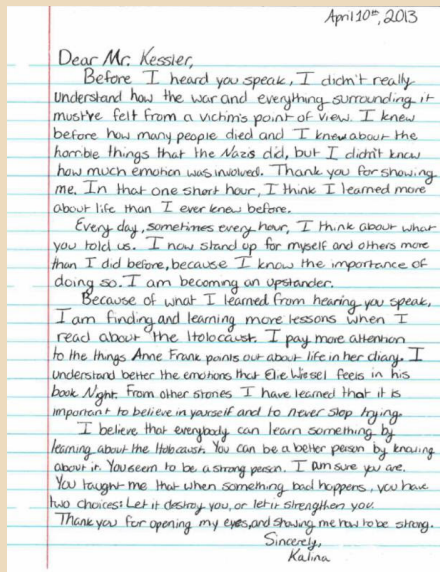 April 10th, 2013
Dear Mr. Kessler,
Before I heard you speak, I didn't really
understand how the war and everything surrounding it
must've felt from a victim's point of view. I knew
before how many people died and I knew about the
horrible things that the Nazis did, but I didn't know
how much emotion was involved. Thank you for showing
me. In that one short hour, I think I learned more
about life than I ever knew before.
Every day, sometimes every hour, I think about what
you told us. I now stand up for myself and others more
than I did before, because I know the importance of
doing so. I am becoming an upstander.
Because of what I learned from hearing you speak,
I am finding and learning more lessons when I
read about the Holocaust. I pay more attention
to the things Anne Frank points out about life in her diary. I
understand better the emotions that Elie Wiesel feels in his
book Night. From other stories I have learned that it is
important to believe in yourself and to never stop trying.
I believe that everybody can learn something by
learning about the Holocaust. You can be a better person by knowing
about it. You seem to be a strong person. I am sure you are.
You taught me that when something bad happens, you have
two choices: Let it destroy you, or let it strengthen you.
Thank you for opening my eyes, and showing me how to be strong.
Sincerely,
Kalina